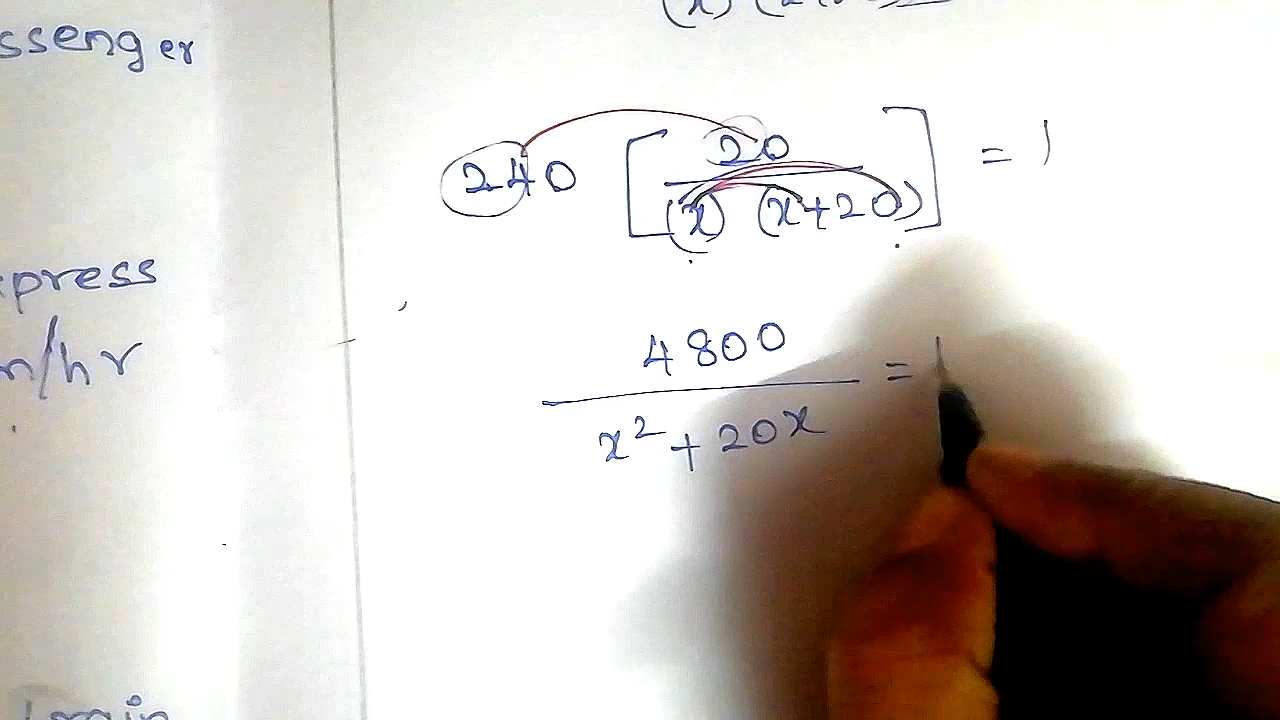 ssenger
240 [20/(x)(x+20)] = 1
press
m/hr
4800/x²+20x = 1